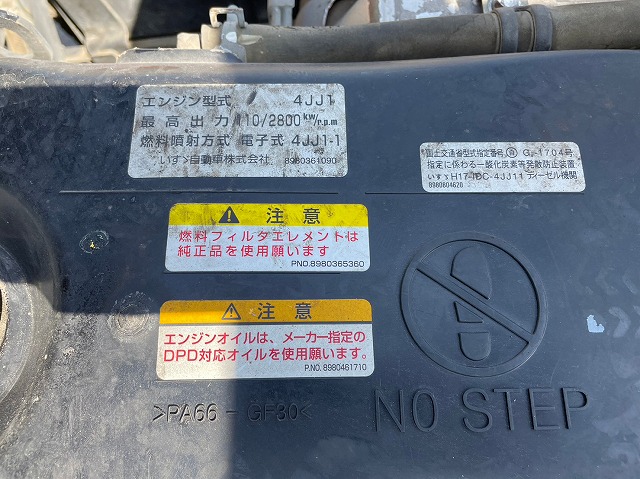 エンジン型式 4JJ1
最高出力 110/2800 kw/r.p.m
燃料噴射方式 電子式 4JJ1-1
いすゞ自動車株式会社 8980361090
国土交通省型式指定番号 G-1704号
指定に係わる一酸化炭素等発散防止装置
いすゞH17-IDC-4JJ11 ディーゼル機関
8980804620
注意
燃料フィルタエレメントは
純正品を使用願います
PNO.8980365360
注意
エンジンオイルは、メーカー指定の
DPD対応オイルを使用願います。
P.NO. 8980461710
>PA66-GF30<
NO STEP